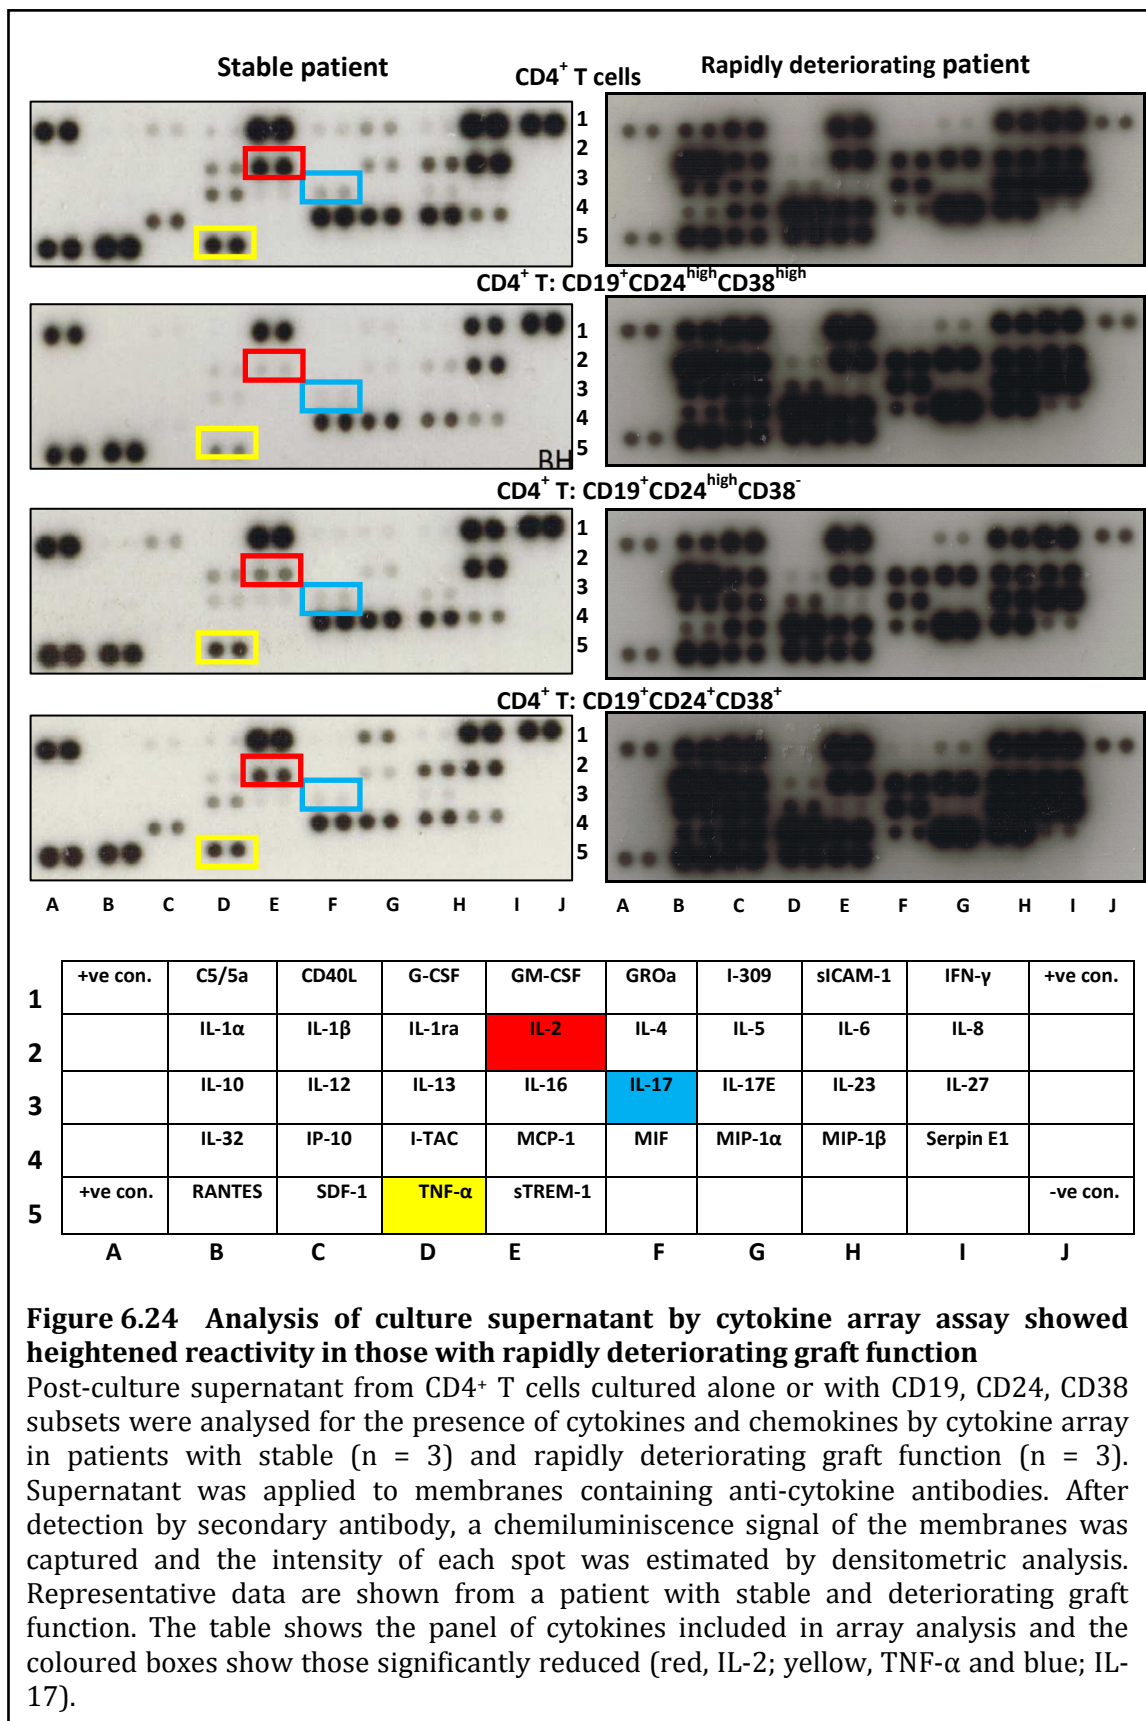 Stable patient
CD4+ T cells
Rapidly deteriorating patient
1
2
3
4
5
CD4+ T: CD19+CD24high CD38high
1
2
3
4
5
BH
CD4+ T: CD19+CD24high CD38-
1
2
3
4
5
CD4+ T: CD19+CD24+CD38+
1
2
3
4
5
A B C D E F G H I J A B C D E F G H I J
1 +ve con. C5/5a CD40L G-CSF GM-CSF GROa I-309 sICAM-1 IFN-γ +ve con.
2 IL-1α IL-1β IL-1ra IL-2 IL-4 IL-5 IL-6 IL-8
3 IL-10 IL-12 IL-13 IL-16 IL-17 IL-17E IL-23 IL-27
4 IL-32 IP-10 I-TAC MCP-1 MIF MIP-1α MIP-1β Serpin E1
5 +ve con. RANTES SDF-1 TNF-α sTREM-1 -ve con.
A B C D E F G H I J
Figure 6.24 Analysis of culture supernatant by cytokine array assay showed
heightened reactivity in those with rapidly deteriorating graft function
Post-culture supernatant from CD4+ T cells cultured alone or with CD19, CD24, CD38
subsets were analysed for the presence of cytokines and chemokines by cytokine array
in patients with stable (n = 3) and rapidly deteriorating graft function (n = 3).
Supernatant was applied to membranes containing anti-cytokine antibodies. After
detection by secondary antibody, a chemiluminiscence signal of the membranes was
captured and the intensity of each spot was estimated by densitometric analysis.
Representative data are shown from a patient with stable and deteriorating graft
function. The table shows the panel of cytokines included in array analysis and the
coloured boxes show those significantly reduced (red, IL-2; yellow, TNF-α and blue; IL-
17).